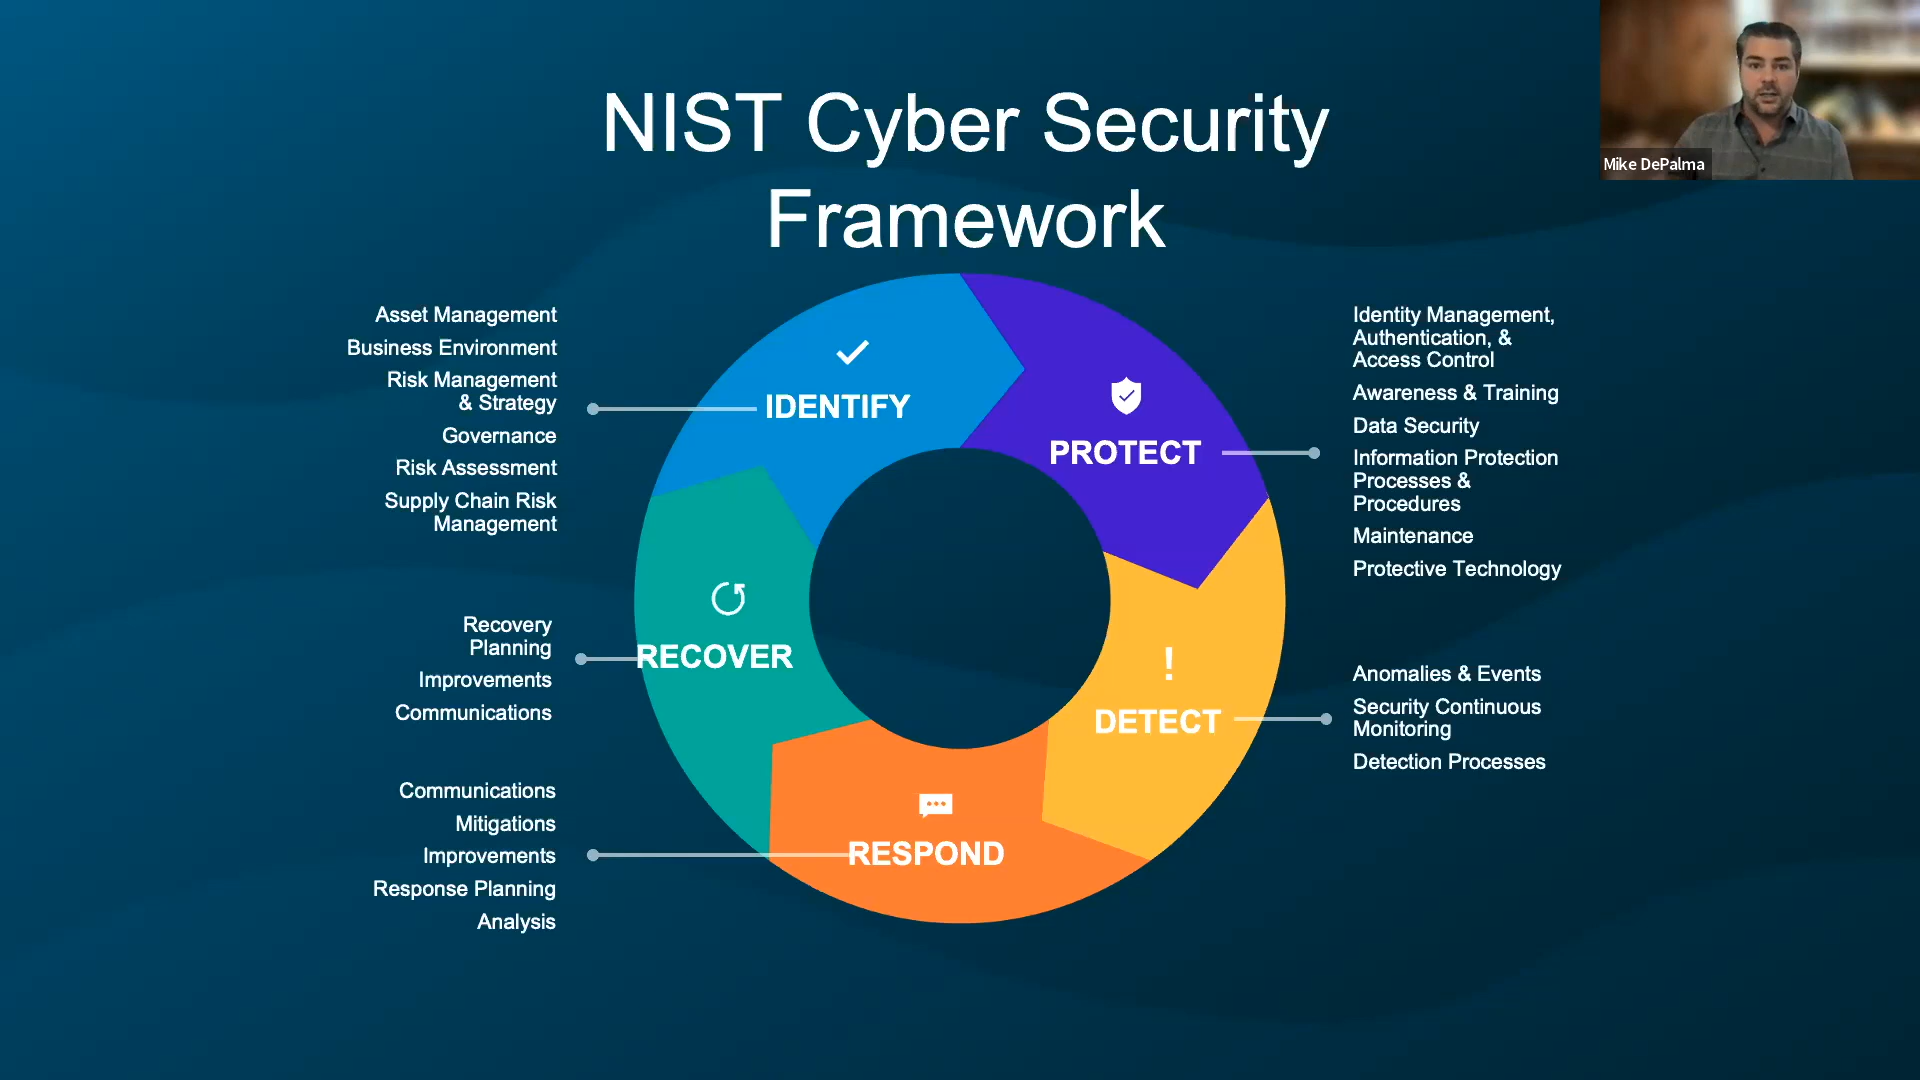 NIST Cyber Security
Framework
Mike DePalma
Asset Management
Business Environment
Risk Management
& Strategy
Governance
Risk Assessment
Supply Chain Risk
Management
IDENTIFY
PROTECT
Identity Management,
Authentication, &
Access Control
Awareness & Training
Data Security
Information Protection
Processes &
Procedures
Maintenance
Protective Technology
Recovery
Planning
Improvements
Communications
RECOVER
!
DETECT
Anomalies & Events
Security Continuous
Monitoring
Detection Processes
Communications
Mitigations
Improvements
Response Planning
Analysis
RESPOND